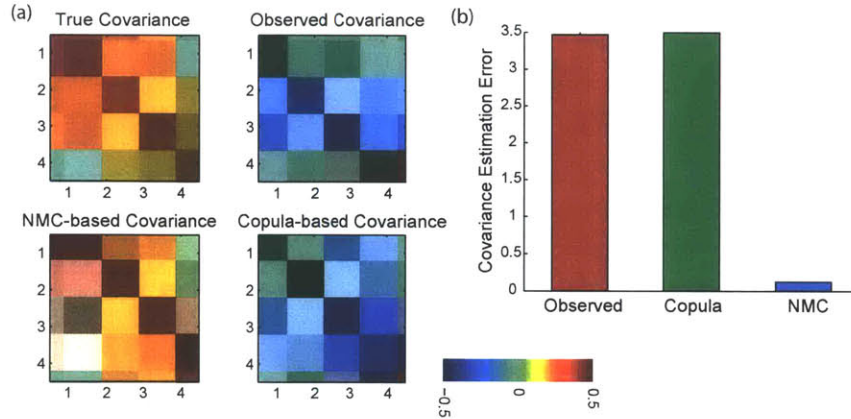 (a)
True Covariance
Observed Covariance
1
2
3
4
1 2 3 4
1
2
3
4
1 2 3 4
NMC-based Covariance
Copula-based Covariance
1
2
3
4
1 2 3 4
1
2
3
4
1 2 3 4
(b)
Covariance Estimation Error
3.5
3
2.5
2
1.5
1
0.5
0
Observed Copula NMC
-0.5 0 0.5